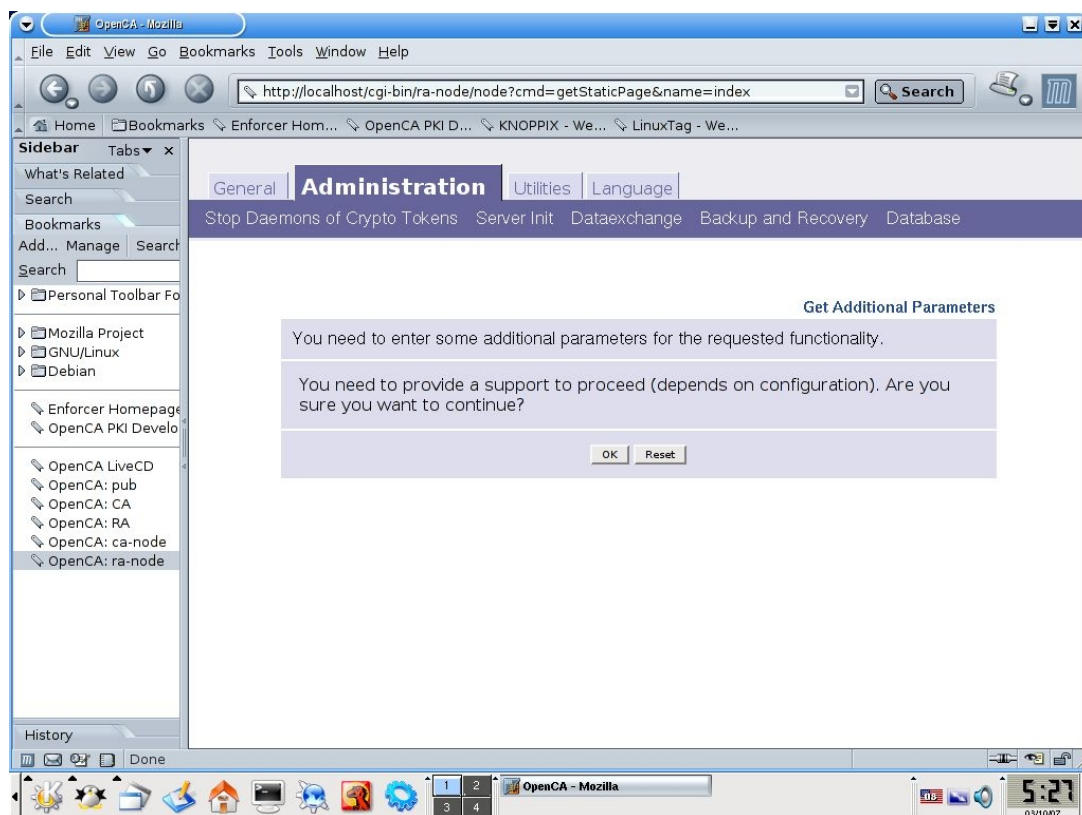 OpenCA - Mozilla
File Edit View Go Bookmarks Tools Window Help
http://localhost/cgi-bin/ra-node/node?cmd=getStaticPage&name=index Search
Home Bookmarks Enforcer Hom... OpenCA PKI D... KNOPPIX - We... LinuxTag - We...
Sidebar Tabs
What's Related
Search
Bookmarks
Add... Manage Search
Search
Personal Toolbar Fo
Mozilla Project
GNU/Linux
Debian
Enforcer Homepage
OpenCA PKI Develo
OpenCA LiveCD
OpenCA: pub
OpenCA: CA
OpenCA: RA
OpenCA: ca-node
OpenCA: ra-node
History
General Administration Utilities Language
Stop Daemons of Crypto Tokens Server Init Dataexchange Backup and Recovery Database
Get Additional Parameters
You need to enter some additional parameters for the requested functionality.
You need to provide a support to proceed (depends on configuration). Are you
sure you want to continue?
OK Reset
Done
1 2
3 4
OpenCA - Mozilla
US
5:27